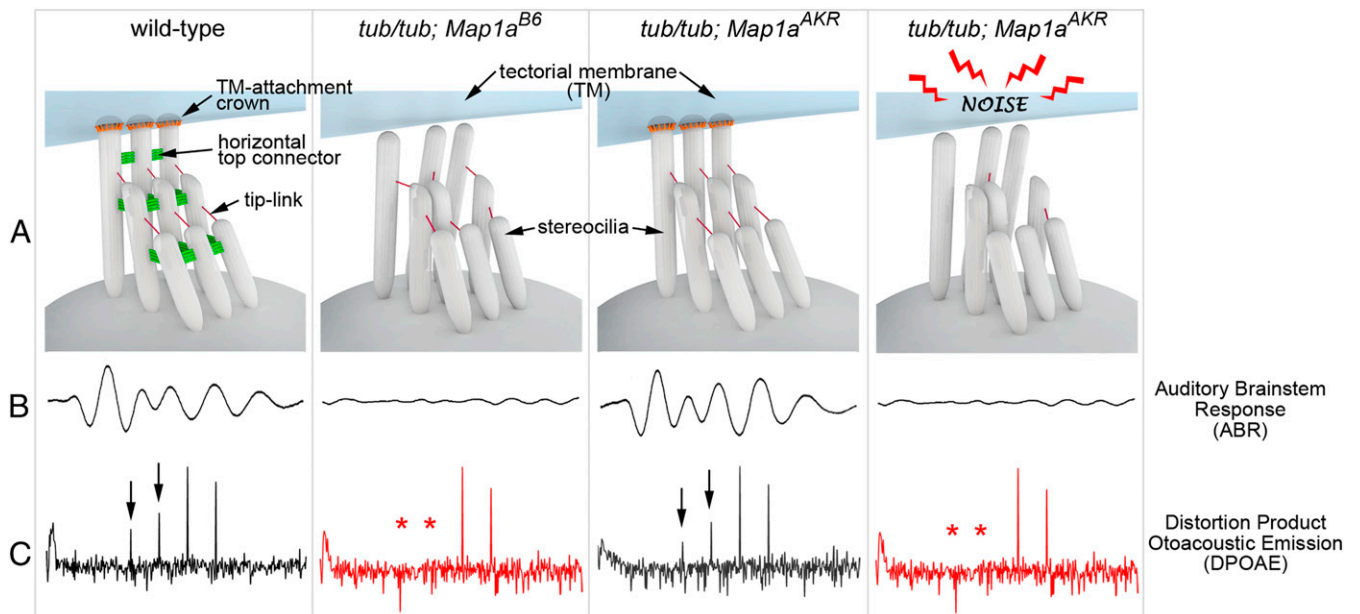 wild-type
tub/tub; Map1a^B6
tub/tub; Map1a^AKR
tub/tub; Map1a^AKR
TM-attachment
crown
horizontal
top connector
tip-link
tectorial membrane
(TM)
stereocilia
NOISE
A
B
Auditory Brainstem
Response
(ABR)
* *
* *
C
Distortion Product
Otoacoustic Emission
(DPOAE)